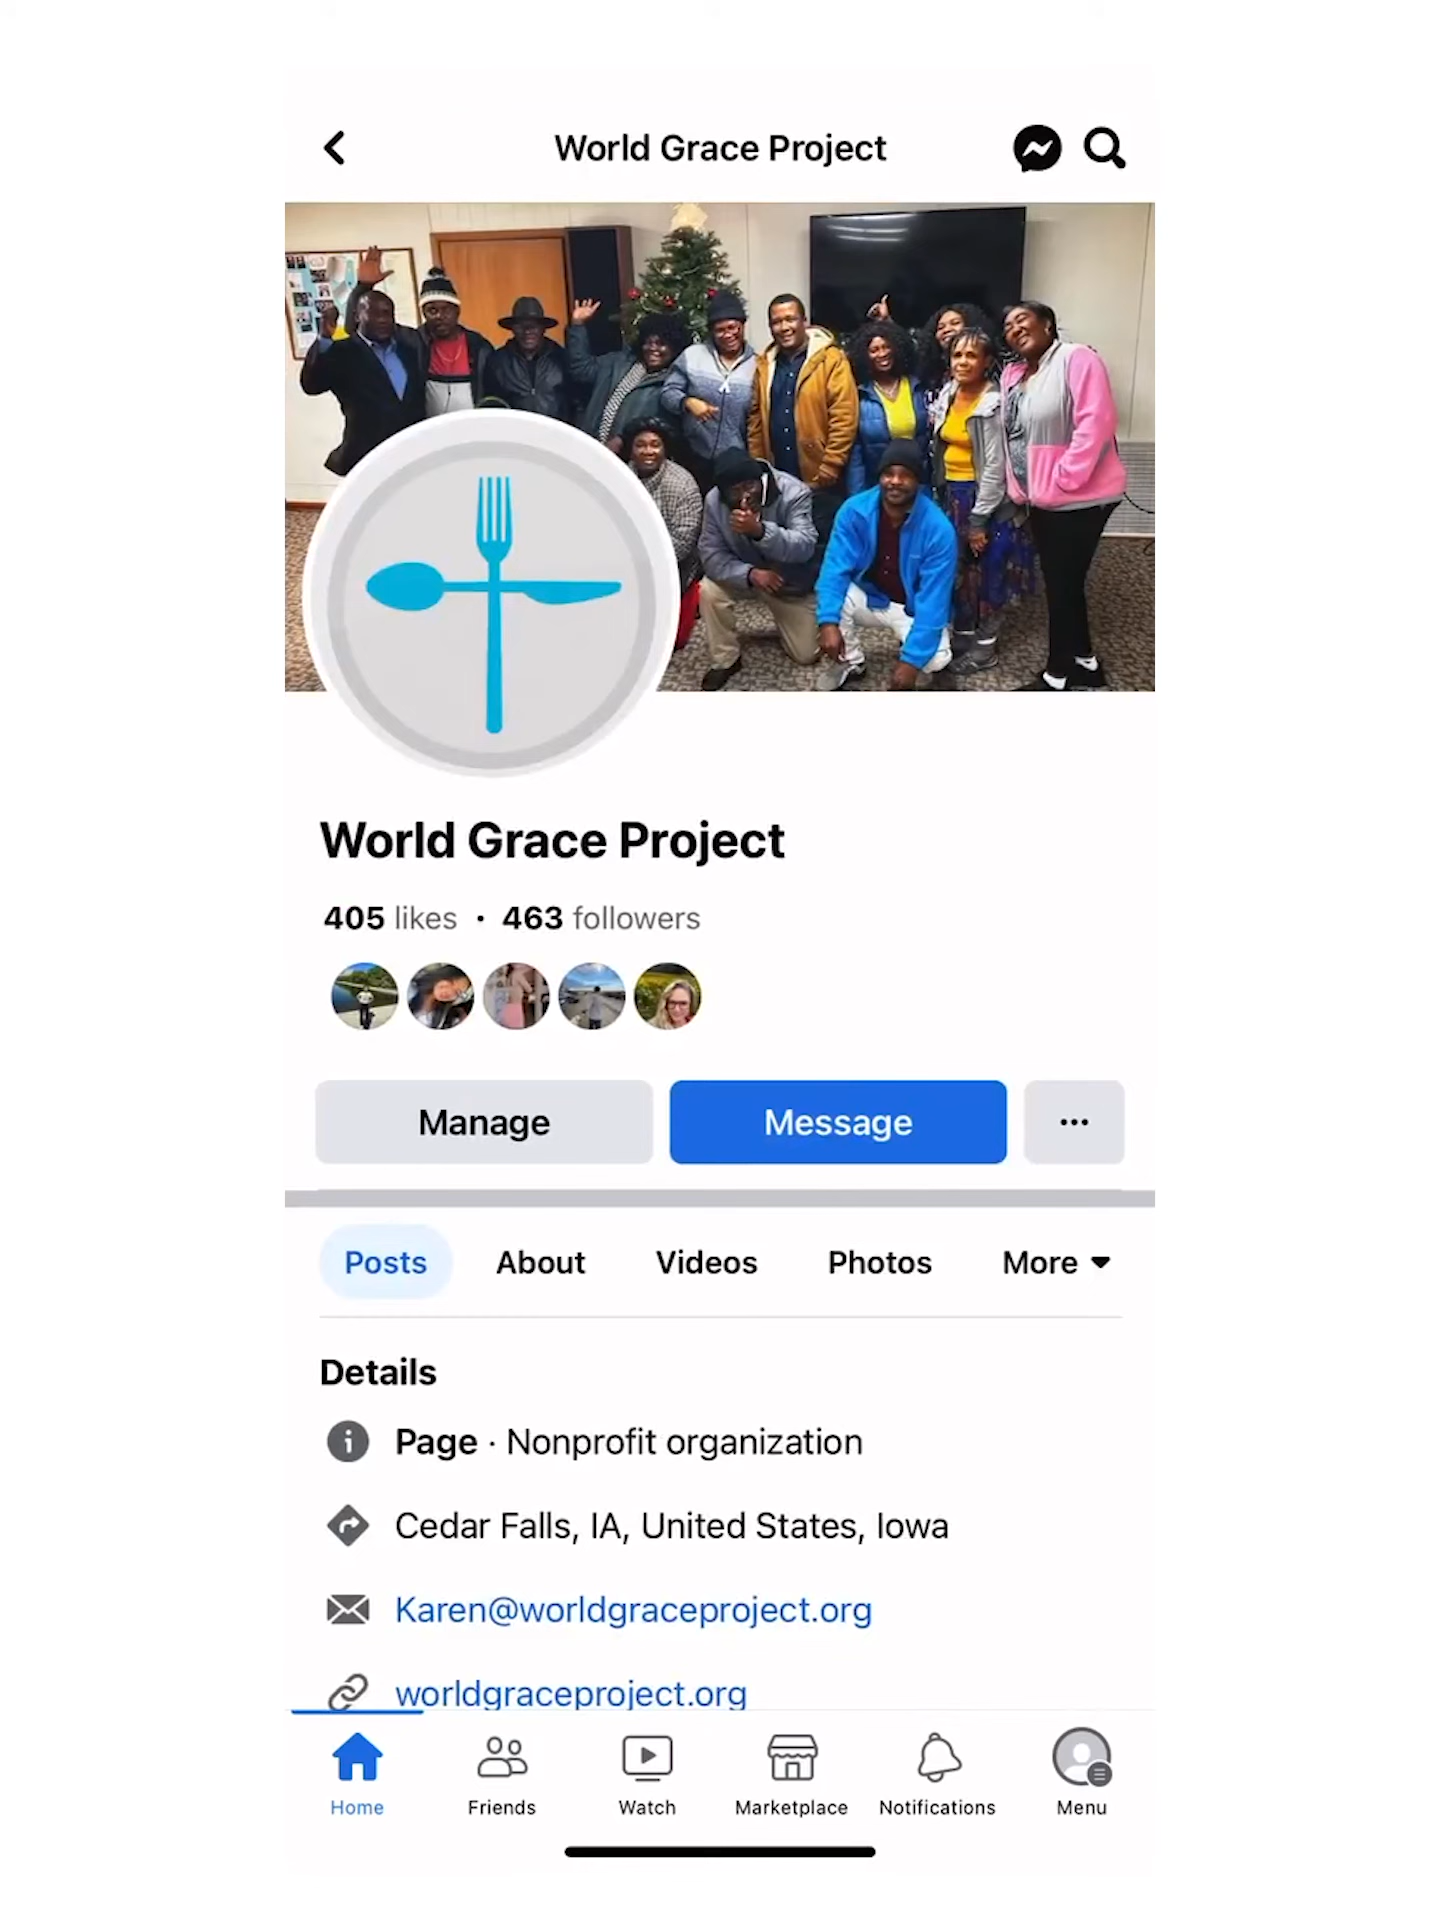 World Grace Project
World Grace Project
405 likes · 463 followers
Manage
Message
Posts
About
Videos
Photos
More
Details
Page · Nonprofit organization
Cedar Falls, IA, United States, Iowa
Karen@worldgraceproject.org
worldgraceproject.org
Home
Friends
Watch
Marketplace
Notifications
Menu